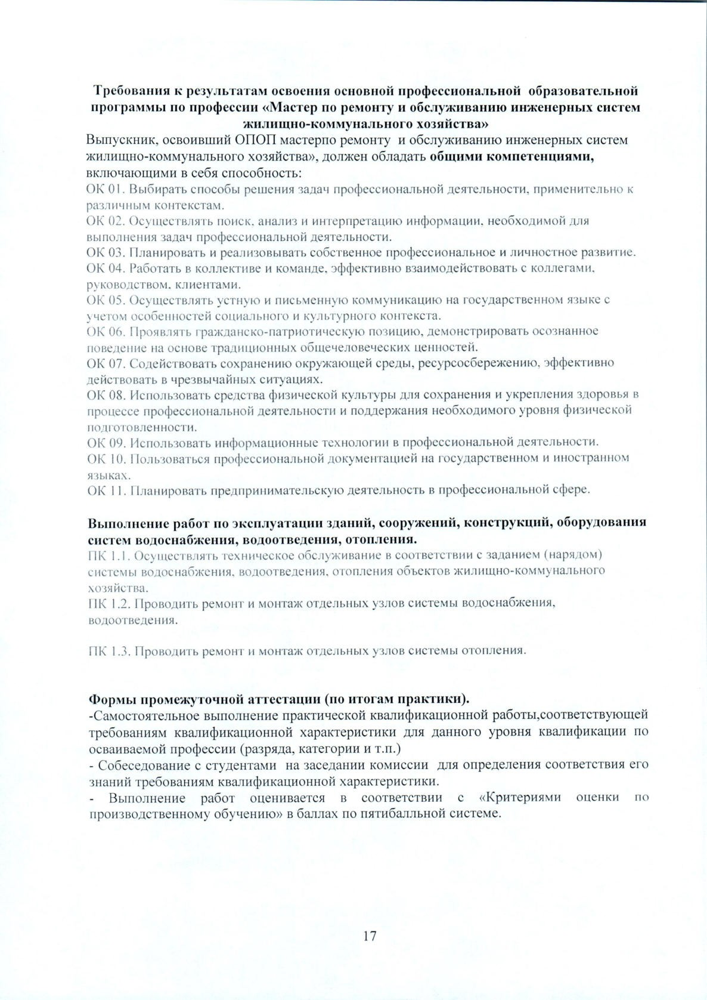 Требования к результатам освоения основной профессиональной образовательной
программы по профессии «Мастер по ремонту и обслуживанию инженерных систем
жилищно-коммунального хозяйства»
Выпускник, освоивший ОПОП мастерпо ремонту и обслуживанию инженерных систем
жилищно-коммунального хозяйства», должен обладать общими компетенциями,
включающими в себя способность:
ОК 01. Выбирать способы решения задач профессиональной деятельности, применительно к
различным контекстам.
ОК 02. Осуществлять поиск, анализ и интерпретацию информации, необходимой для
выполнения задач профессиональной деятельности.
ОК 03. Планировать и реализовывать собственное профессиональное и личностное развитие.
ОК 04. Работать в коллективе и команде, эффективно взаимодействовать с коллегами,
руководством, клиентами.
ОК 05. Осуществлять устную и письменную коммуникацию на государственном языке с
учетом особенностей социального и культурного контекста.
ОК 06. Проявлять гражданско-патриотическую позицию, демонстрировать осознанное
поведение на основе традиционных общечеловеческих ценностей.
ОК 07. Содействовать сохранению окружающей среды, ресурсосбережению, эффективно
действовать в чрезвычайных ситуациях.
ОК 08. Использовать средства физической культуры для сохранения и укрепления здоровья в
процессе профессиональной деятельности и поддержания необходимого уровня физической
подготовленности.
ОК 09. Использовать информационные технологии в профессиональной деятельности.
ОК 10. Пользоваться профессиональной документацией на государственном и иностранном
языках.
ОК 11. Планировать предпринимательскую деятельность в профессиональной сфере.
Выполнение работ по эксплуатации зданий, сооружений, конструкций, оборудования
систем водоснабжения, водоотведения, отопления.
ПК 1.1. Осуществлять техническое обслуживание в соответствии с заданием (нарядом)
системы водоснабжения, водоотведения, отопления объектов жилищно-коммунального
хозяйства.
ПК 1.2. Проводить ремонт и монтаж отдельных узлов системы водоснабжения,
водоотведения.
ПК 1.3. Проводить ремонт и монтаж отдельных узлов системы отопления.
Формы промежуточной аттестации (по итогам практики).
-Самостоятельное выполнение практической квалификационной работы,соответствующей
требованиям квалификационной характеристики для данного уровня квалификации по
осваиваемой профессии (разряда, категории и т.п.)
- Собеседование с студентами на заседании комиссии для определения соответствия его
знаний требованиям квалификационной характеристики.
- Выполнение работ оценивается в соответствии с «Критериями оценки по
производственному обучению» в баллах по пятибалльной системе.
17